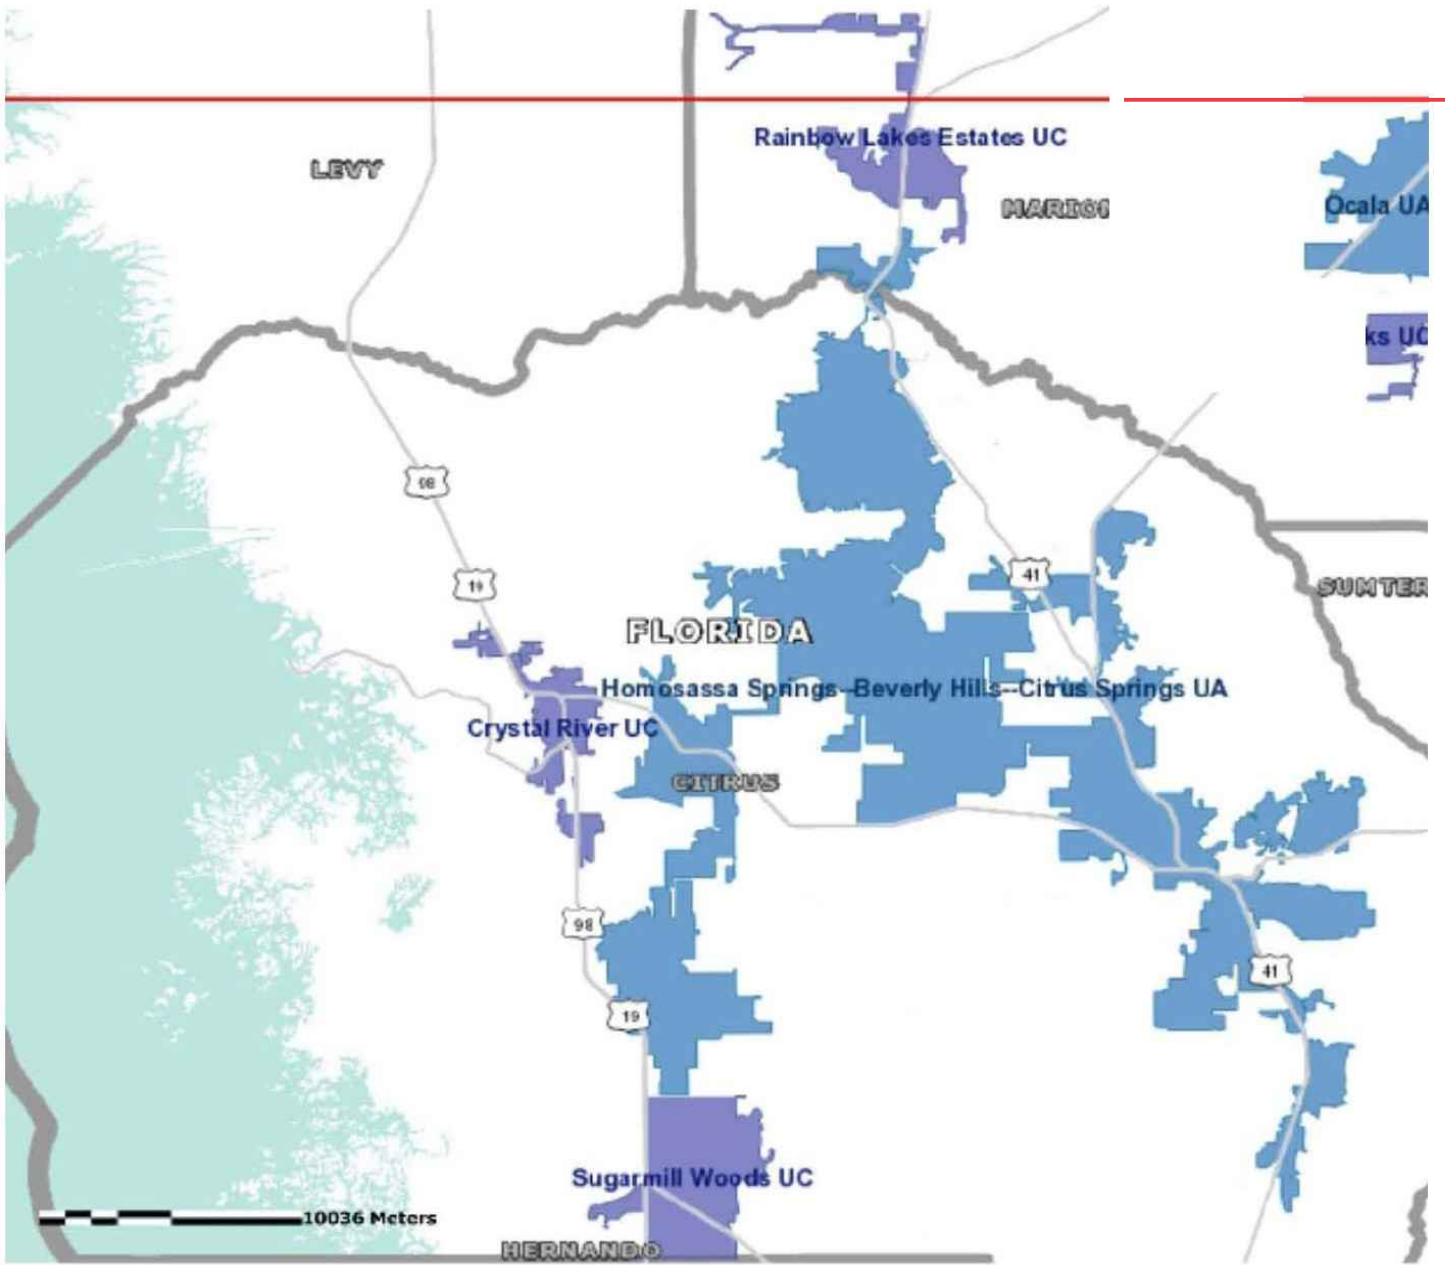 Rainbow Lakes Estates UC
LEVY
MARION
Ocala UA
ks UC
98
19
41
SUMTER
FLORIDA
Homosassa Springs--Beverly Hills--Citrus Springs UA
Crystal River UC
CITRUS
98
41
19
Sugarmill Woods UC
10036 Meters
HERNANDO